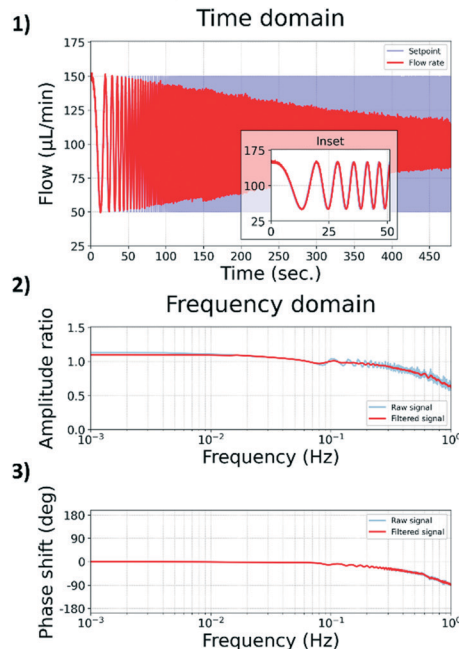 1)
Time domain
Flow (µL/min)
175
150
125
100
75
50
25
Setpoint
Flow rate
Inset
175
100
25
0
25
50
0
50
100
150
200
250
300
350
400
450
Time (sec.)
2)
Frequency domain
Amplitude ratio
1.5
1.0
0.5
0.0
Raw signal
Filtered signal
10⁻³
10⁻²
10⁻¹
10⁰
Frequency (Hz)
3)
Phase shift (deg)
180
90
0
-90
-180
Raw signal
Filtered signal
10⁻³
10⁻²
10⁻¹
10⁰
Frequency (Hz)